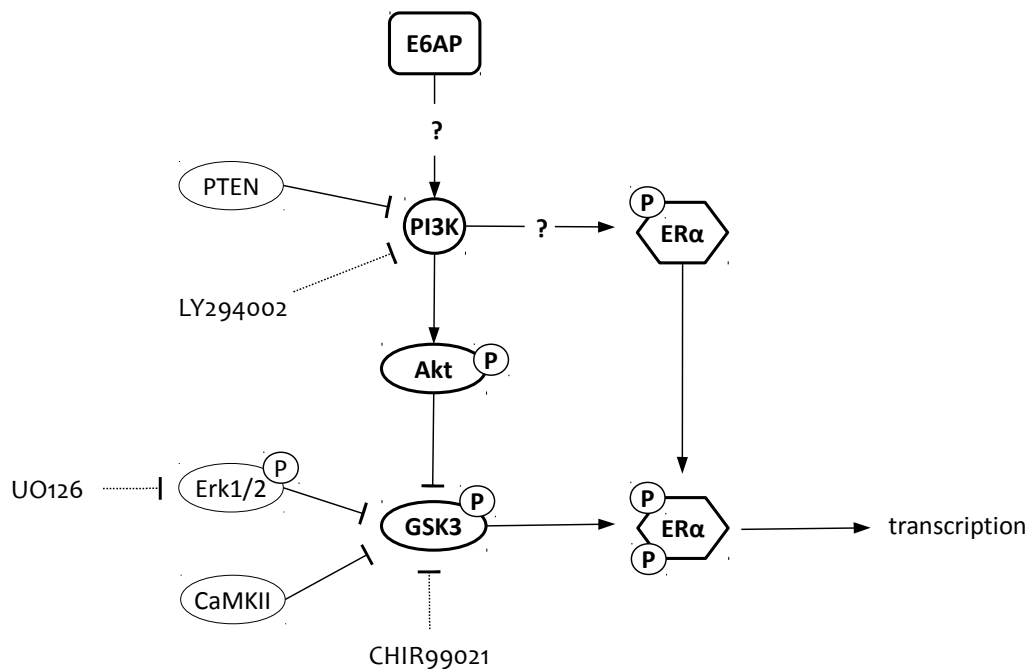 E6AP
?
PTEN
PI3K
?
P
ERα
LY294002
Akt
P
UO126
Erk1/2
P
GSK3
P
P
ERα
P
transcription
CaMKII
CHIR99021